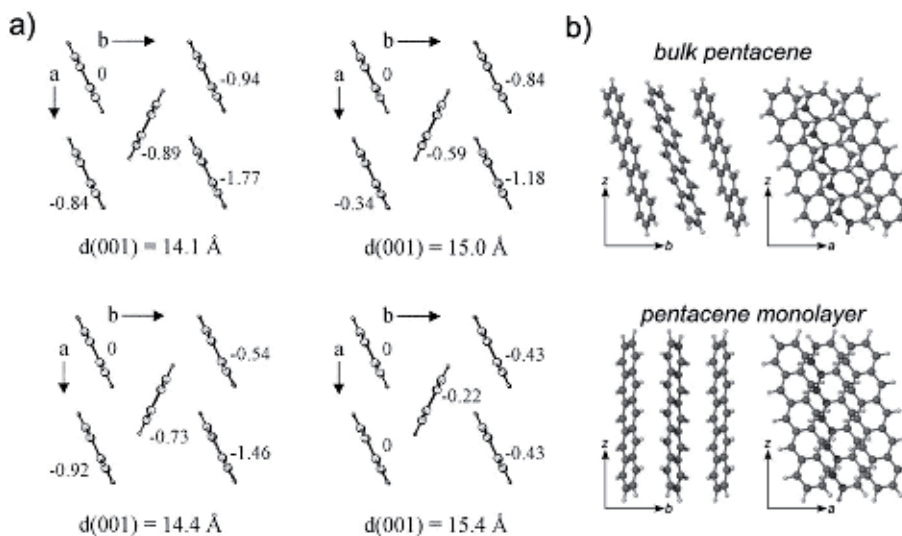 a)
b
a
0
-0.94
-0.89
-0.84
-1.77
d(001) = 14.1 Å
b
a
0
-0.84
-0.59
-0.34
-1.18
d(001) = 15.0 Å
b
a
0
-0.54
-0.73
-0.92
-1.46
d(001) = 14.4 Å
b
a
0
-0.43
-0.22
0
-0.43
d(001) = 15.4 Å
b)
bulk pentacene
z
b
z
a
pentacene monolayer
z
b
z
a